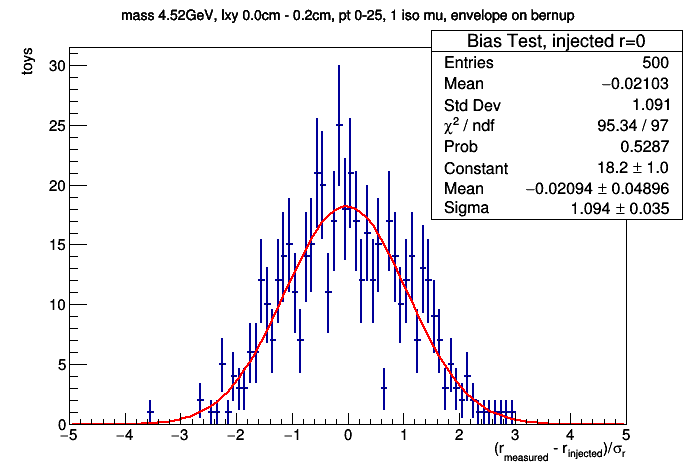 mass 4.52GeV, lxy 0.0cm - 0.2cm, pt 0-25, 1 iso mu, envelope on bernup
Bias Test, injected r=0
Entries 500
Mean −0.02103
Std Dev 1.091
χ² / ndf 95.34 / 97
Prob 0.5287
Constant 18.2 ± 1.0
Mean −0.02094 ± 0.04896
Sigma 1.094 ± 0.035
toys
30
25
20
15
10
5
0
−5 −4 −3 −2 −1 0 1 2 3 4 5
(r_measured - r_injected)/σ_r